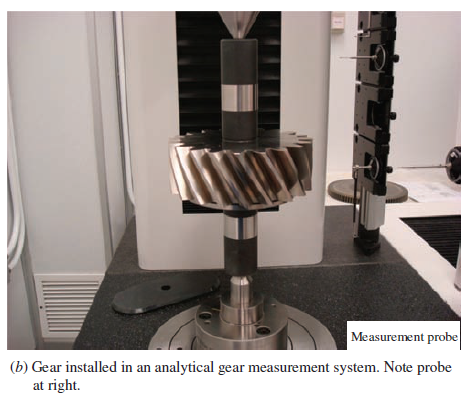 Measurement probe
(b) Gear installed in an analytical gear measurement system. Note probe
at right.